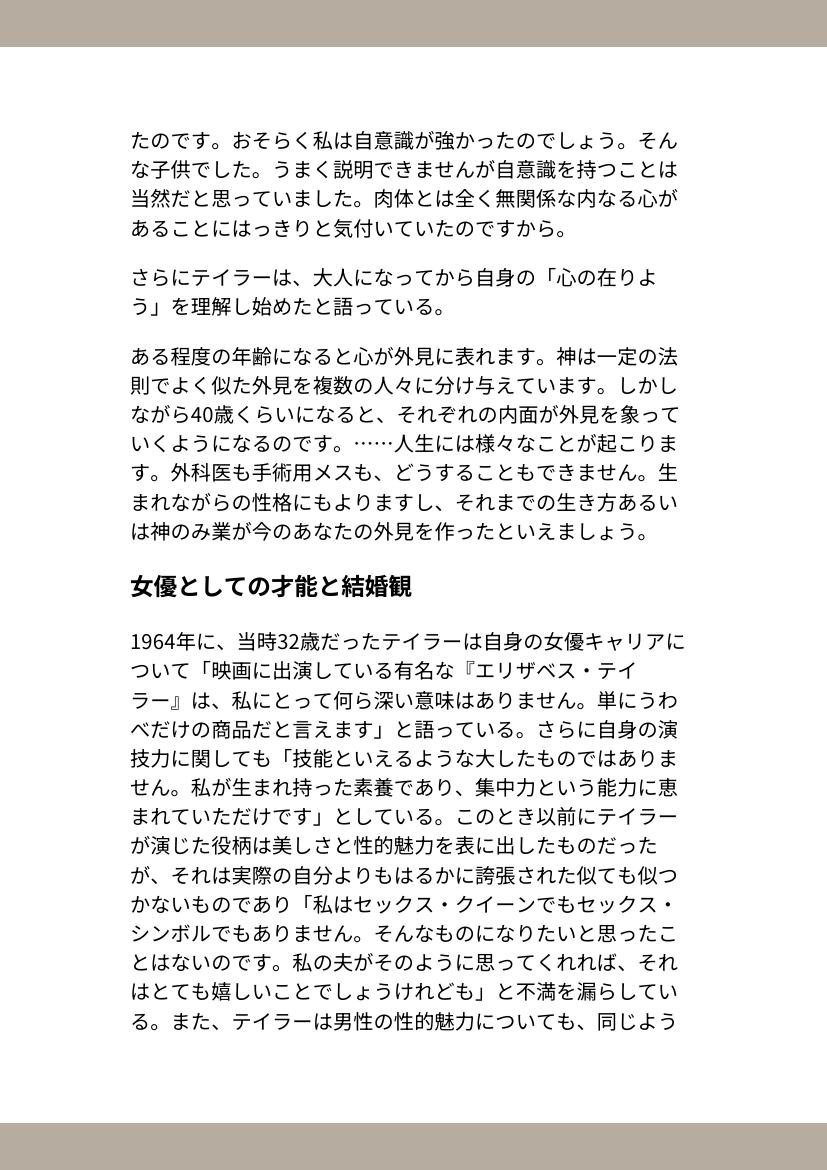 たのです。おそらく私は自意識が強かったのでしょう。そん
な子供でした。うまく説明できませんが自意識を持つことは
当然だと思っていました。肉体とは全く無関係な内なる心が
あることにはっきりと気付いていたのですから。
さらにテイラーは、大人になってから自身の「心の在りよ
う」を理解し始めたと語っている。
ある程度の年齢になると心が外見に表れます。神は一定の法
則でよく似た外見を複数の人々に分け与えています。しかし
ながら40歳くらいになると、それぞれの内面が外見を象って
いくようになるのです。……人生には様々なことが起こりま
す。外科医も手術用メスも、どうすることもできません。生
まれながらの性格にもよりますし、それまでの生き方あるい
は神のみ業が今のあなたの外見を作ったといえましょう。
女優としての才能と結婚観
1964年に、当時32歳だったテイラーは自身の女優キャリアに
ついて「映画に出演している有名な『エリザベス・テイ
ラー』は、私にとって何ら深い意味はありません。単にうわ
べだけの商品だと言えます」と語っている。さらに自身の演
技力に関しても「技能といえるような大したものではありま
せん。私が生まれ持った素養であり、集中力という能力に恵
まれていただけです」としている。このとき以前にテイラー
が演じた役柄は美しさと性的魅力を表に出したものだった
が、それは実際の自分よりもはるかに誇張された似ても似つ
かないものであり「私はセックス・クイーンでもセックス・
シンボルでもありません。そんなものになりたいと思ったこ
とはないのです。私の夫がそのように思ってくれれば、それ
はとても嬉しいことでしょうけれども」と不満を漏らしてい
る。また、テイラーは男性の性的魅力についても、同じよう